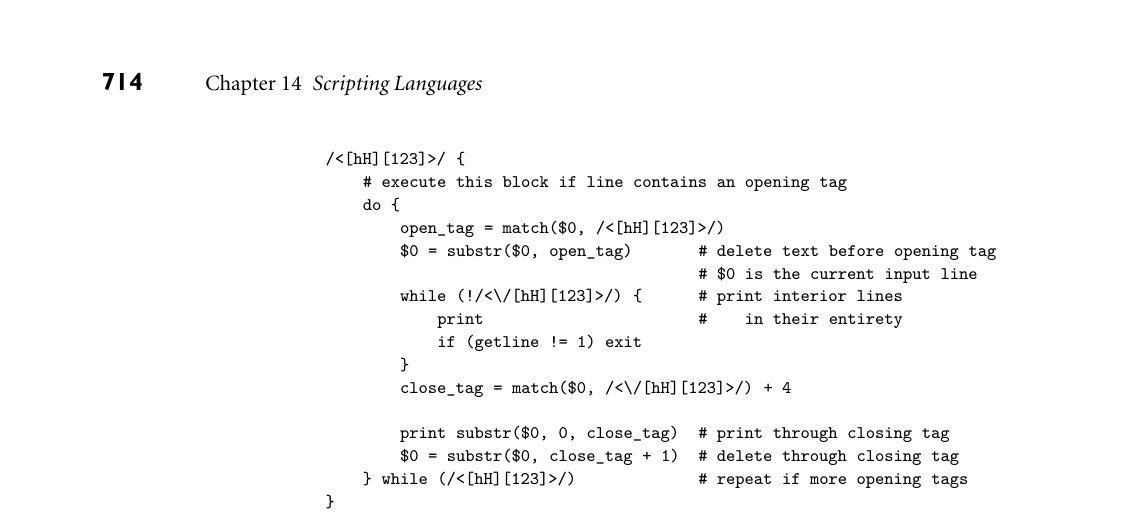 714 Chapter 14 Scripting Languages
/<[hH][123]>/ {
    # execute this block if line contains an opening tag
    do {
        open_tag = match($0, /<[hH][123]>/)
        $0 = substr($0, open_tag)       # delete text before opening tag
                                        # $0 is the current input line
        while (!/<\/[hH][123]>/) {      # print interior lines
            print                       #    in their entirety
            if (getline != 1) exit
        }
        close_tag = match($0, /<\/[hH][123]>/) + 4
        print substr($0, 0, close_tag)  # print through closing tag
        $0 = substr($0, close_tag + 1)  # delete through closing tag
    } while (/<[hH][123]>/)             # repeat if more opening tags
}